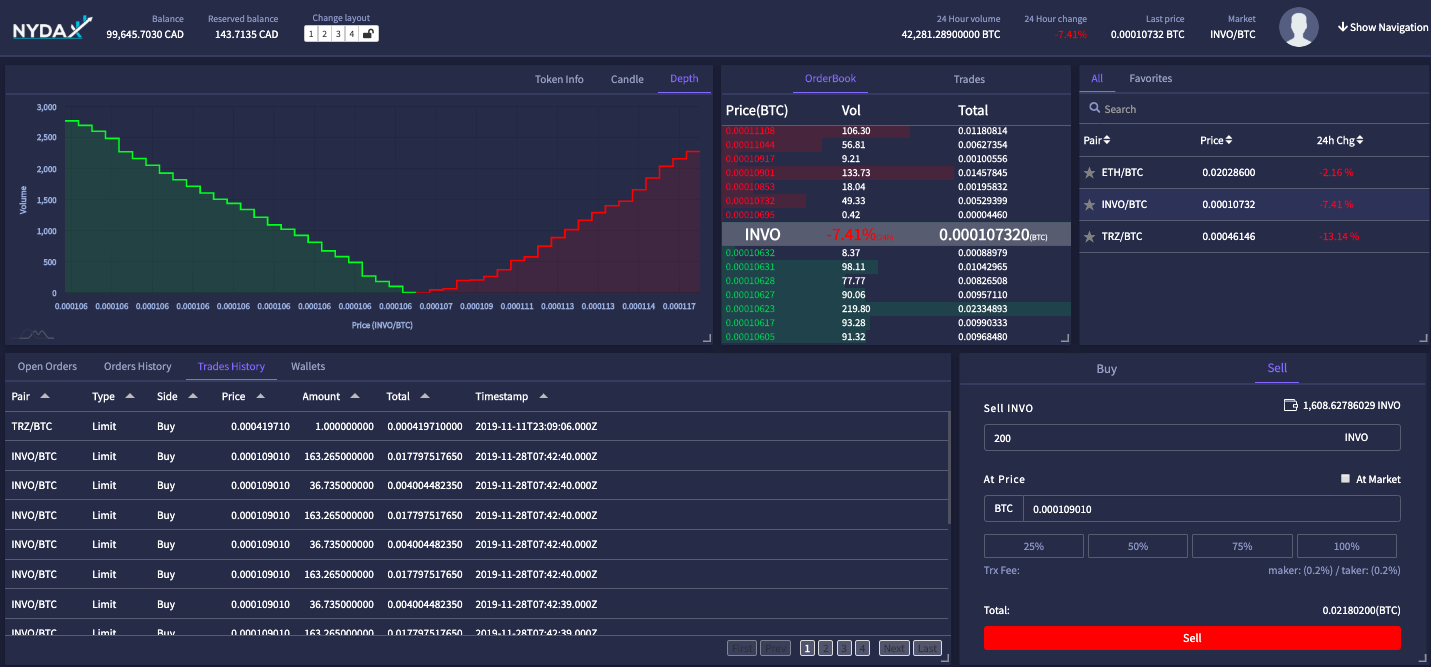 NYDAX
Balance
99,645.7030 CAD
Reserved balance
143.7135 CAD
Change layout
1 2 3 4
24 Hour volume
42,281.28900000 BTC
24 Hour change
-7.41%
Last price
0.00010732 BTC
Market
INVO/BTC
Show Navigation
Token Info Candle Depth
3,000
2,500
2,000
1,500
1,000
500
0
Volume
0.000106 0.000106 0.000106 0.000106 0.000106 0.000106 0.000106 0.000106 0.000106 0.000107 0.000109 0.000111 0.000113 0.000113 0.000114 0.000117
Price (INVO/BTC)
OrderBook Trades
Price(BTC) Vol Total
0.00011108 106.30 0.01180814
0.00011044 56.81 0.00627354
0.00010917 9.21 0.00100556
0.00010901 133.73 0.01457845
0.00010853 18.04 0.00195832
0.00010732 49.33 0.00529399
0.00010695 0.42 0.00004460
INVO -7.41% 0.000107320(BTC)
0.00010632 8.37 0.00088979
0.00010631 98.11 0.01042965
0.00010628 77.77 0.00826508
0.00010627 90.06 0.00957110
0.00010623 219.80 0.02334893
0.00010617 93.28 0.00990333
0.00010605 91.32 0.00968480
All Favorites
Search
Pair Price 24h Chg
ETH/BTC 0.02028600 -2.16 %
INVO/BTC 0.00010732 -7.41 %
TRZ/BTC 0.00046146 -13.14 %
Open Orders Orders History Trades History Wallets
Pair Type Side Price Amount Total Timestamp
TRZ/BTC Limit Buy 0.000419710 1.000000000 0.000419710000 2019-11-11T23:09:06.000Z
INVO/BTC Limit Buy 0.000109010 163.265000000 0.017797517650 2019-11-28T07:42:40.000Z
INVO/BTC Limit Buy 0.000109010 36.735000000 0.004004482350 2019-11-28T07:42:40.000Z
INVO/BTC Limit Buy 0.000109010 163.265000000 0.017797517650 2019-11-28T07:42:40.000Z
INVO/BTC Limit Buy 0.000109010 36.735000000 0.004004482350 2019-11-28T07:42:40.000Z
INVO/BTC Limit Buy 0.000109010 163.265000000 0.017797517650 2019-11-28T07:42:40.000Z
INVO/BTC Limit Buy 0.000109010 36.735000000 0.004004482350 2019-11-28T07:42:39.000Z
INVO/BTC Limit Buy 0.000109010 163.265000000 0.017797517650 2019-11-28T07:42:39.000Z
First Prev 1 2 3 4 Next Last
Buy Sell
Sell INVO 1,608.62786029 INVO
200 INVO
At Price At Market
BTC 0.000109010
25% 50% 75% 100%
Trx Fee: maker: (0.2%) / taker: (0.2%)
Total: 0.02180200(BTC)
Sell